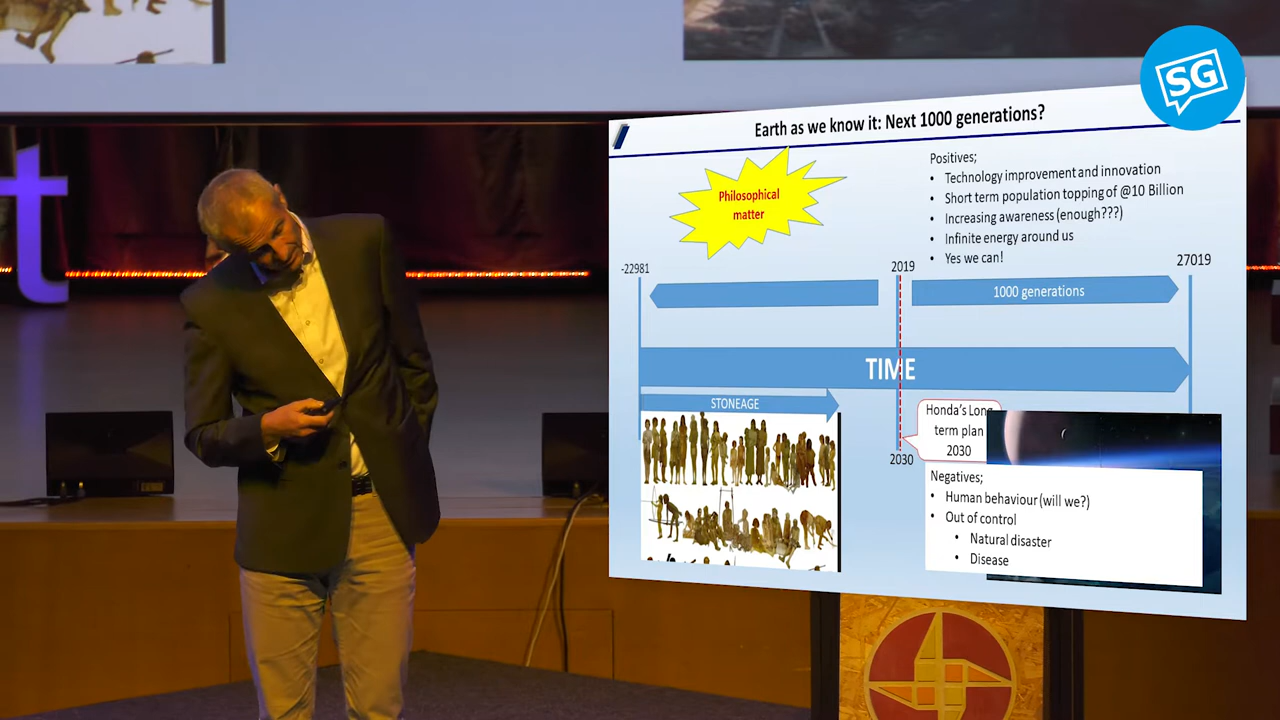 SG
t
Earth as we know it: Next 1000 generations?
Philosophical
matter
Positives;
• Technology improvement and innovation
• Short term population topping of @10 Billion
• Increasing awareness (enough???)
• Infinite energy around us
• Yes we can!
-22981
2019
27019
1000 generations
TIME
STONEAGE
Honda's Long
term plan
2030
2030
Negatives;
• Human behaviour (will we?)
• Out of control
• Natural disaster
• Disease